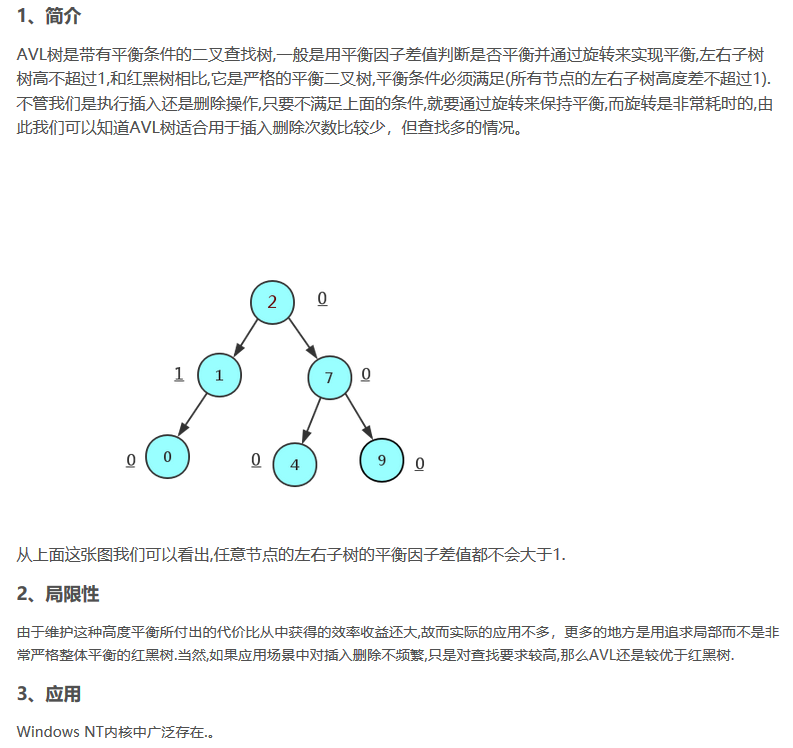 1、简介
AVL树是带有平衡条件的二叉查找树,一般是用平衡因子差值判断是否平衡并通过旋转来实现平衡,左右子树
树高不超过1,和红黑树相比,它是严格的平衡二叉树,平衡条件必须满足(所有节点的左右子树高度差不超过1).
不管我们是执行插入还是删除操作,只要不满足上面的条件,就要通过旋转来保持平衡,而旋转是非常耗时的,由
此我们可以知道AVL树适合用于插入删除次数比较少，但查找多的情况。
2 0
1 1 7 0
0 0 0 4 9 0
从上面这张图我们可以看出,任意节点的左右子树的平衡因子差值都不会大于1.
2、局限性
由于维护这种高度平衡所付出的代价比从中获得的效率收益还大,故而实际的应用不多，更多的地方是用追求局部而不是非
常严格整体平衡的红黑树.当然,如果应用场景中对插入删除不频繁,只是对查找要求较高,那么AVL还是较优于红黑树.
3、应用
Windows NT内核中广泛存在.。